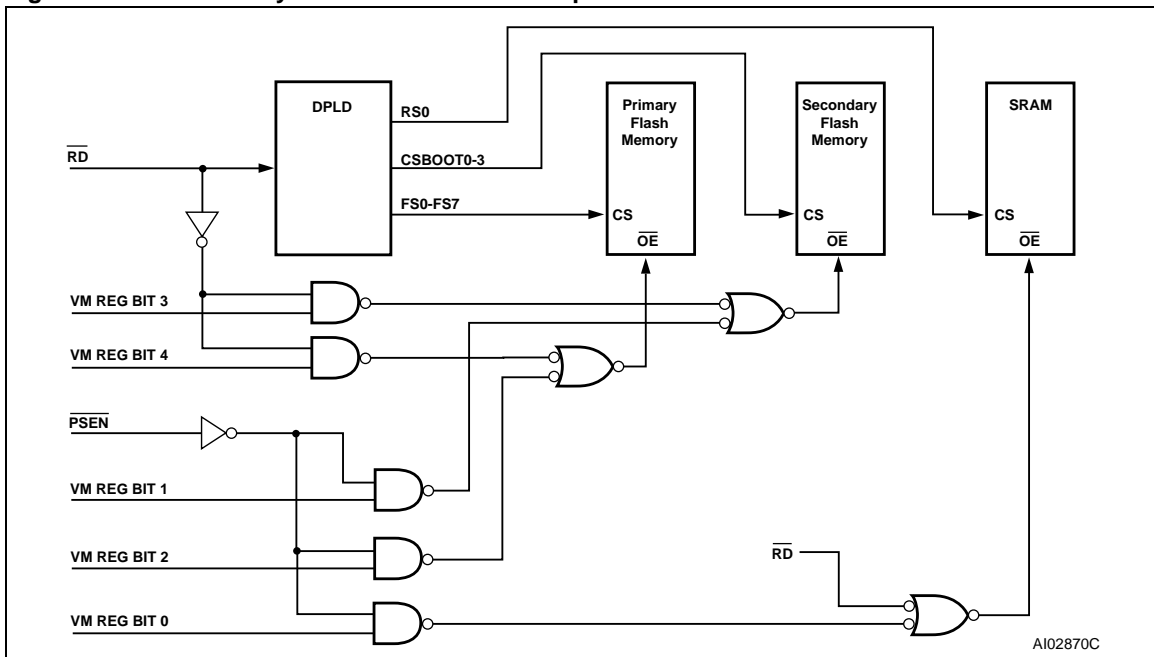 DPLD
RS0
CSBOOT0-3
FS0-FS7
Primary
Flash
Memory
CS
OE
Secondary
Flash
Memory
CS
OE
SRAM
CS
OE
RD
VM REG BIT 3
VM REG BIT 4
PSEN
VM REG BIT 1
VM REG BIT 2
VM REG BIT 0
RD
AI02870C